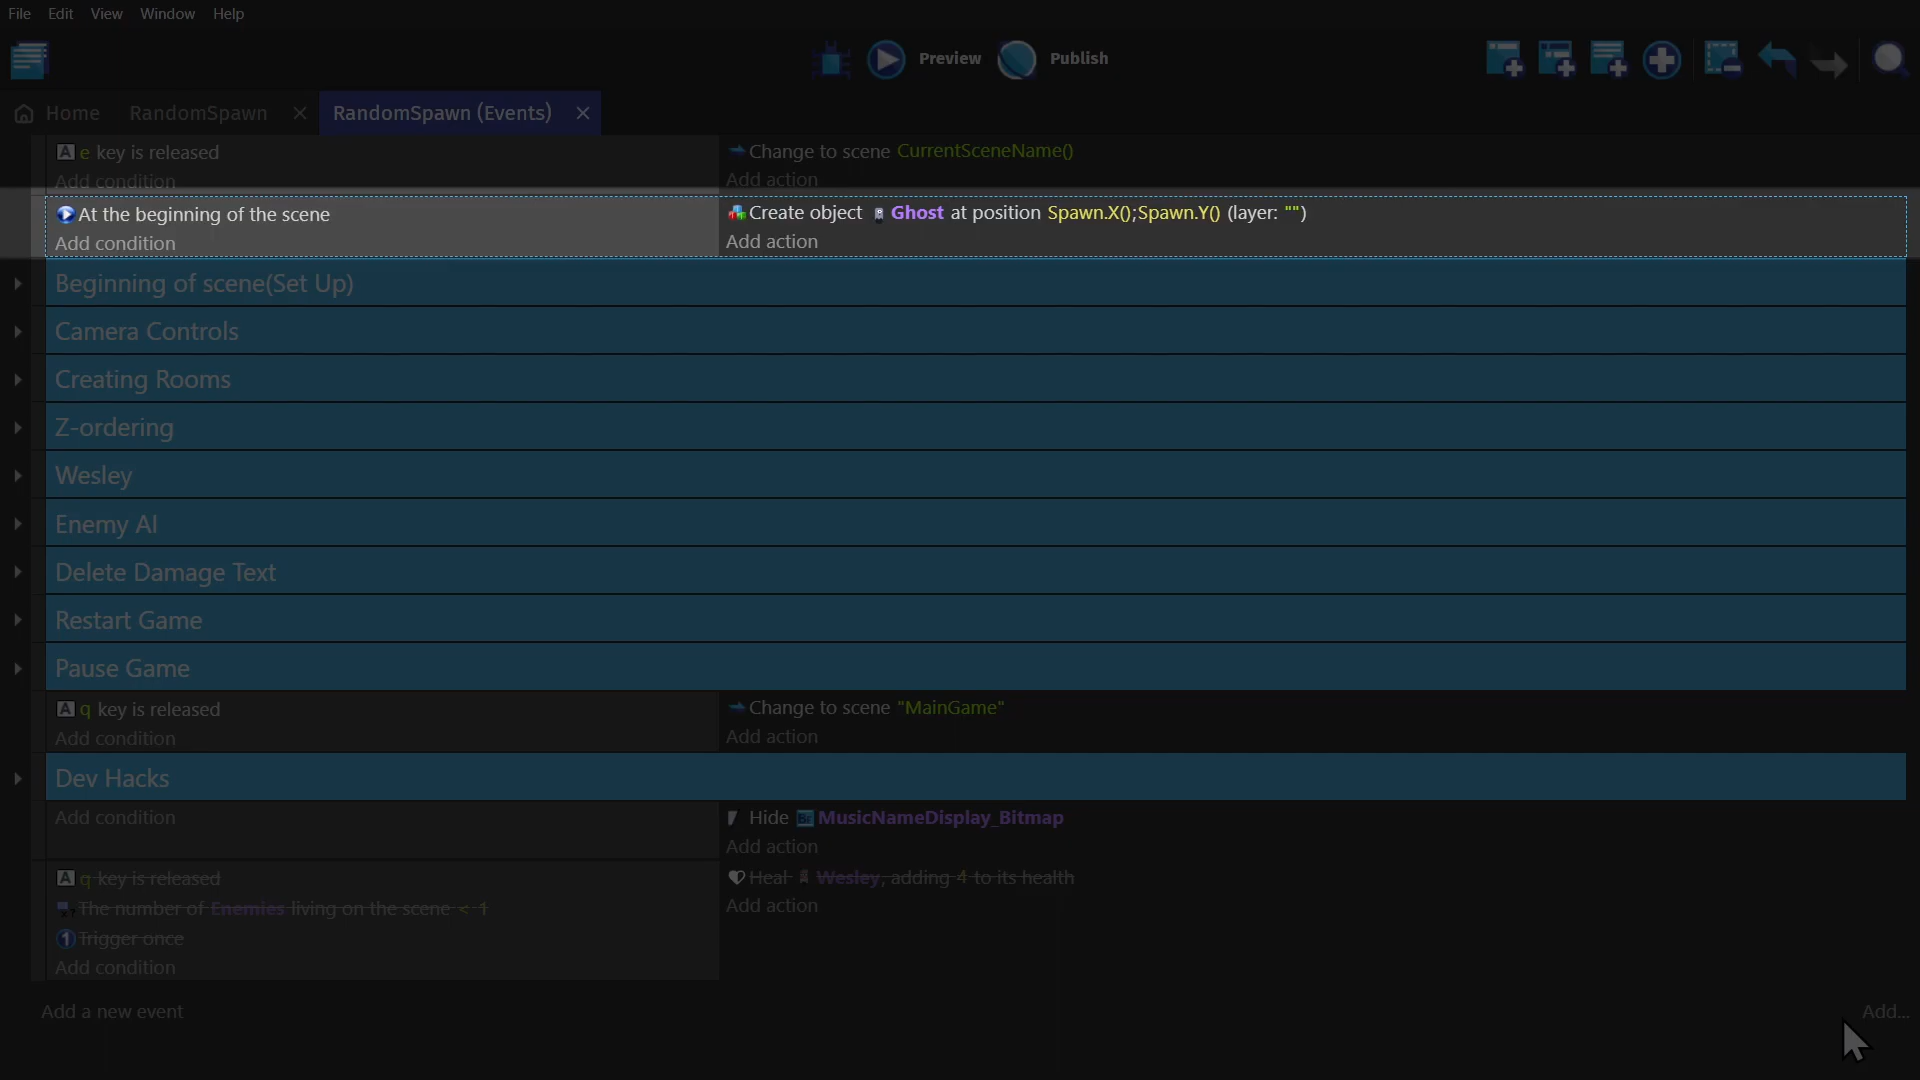 File Edit View Window Help
Preview Publish
Home RandomSpawn RandomSpawn (Events)
A e key is released
Change to scene CurrentSceneName()
Add condition
Add action
At the beginning of the scene
Create object Ghost at position Spawn.X();Spawn.Y() (layer: "")
Add condition
Add action
Beginning of scene(Set Up)
Camera Controls
Creating Rooms
Z-ordering
Wesley
Enemy AI
Delete Damage Text
Restart Game
Pause Game
A q key is released
Change to scene "MainGame"
Add condition
Add action
Dev Hacks
Add condition
Hide MusicNameDisplay_Bitmap
Add action
A q key is released
Heal Wesley, adding 4 to its health
The number of Enemies living on the scene < 1
Add action
1 Trigger once
Add condition
Add a new event
Add...